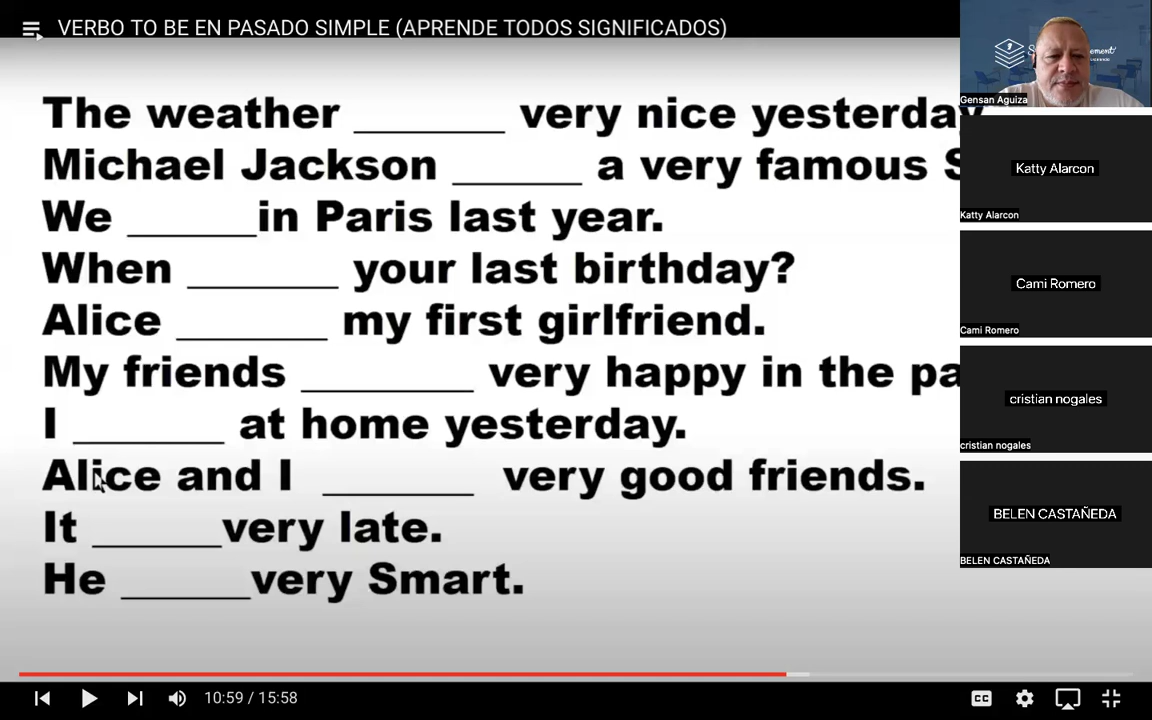 VERBO TO BE EN PASADO SIMPLE (APRENDE TODOS SIGNIFICADOS)
The weather _______ very nice yesterday
Michael Jackson ______ a very famous S
We ______in Paris last year.
When _______ your last birthday?
Alice _______ my first girlfriend.
My friends ________ very happy in the pa
I _______ at home yesterday.
Alice and I _______ very good friends.
It ______very late.
He ______very Smart.
10:59 / 15:58
CC
Gensan Aguiza
Katty Alarcon
Katty Alarcon
Cami Romero
Cami Romero
cristian nogales
cristian nogales
BELEN CASTAÑEDA
BELEN CASTAÑEDA